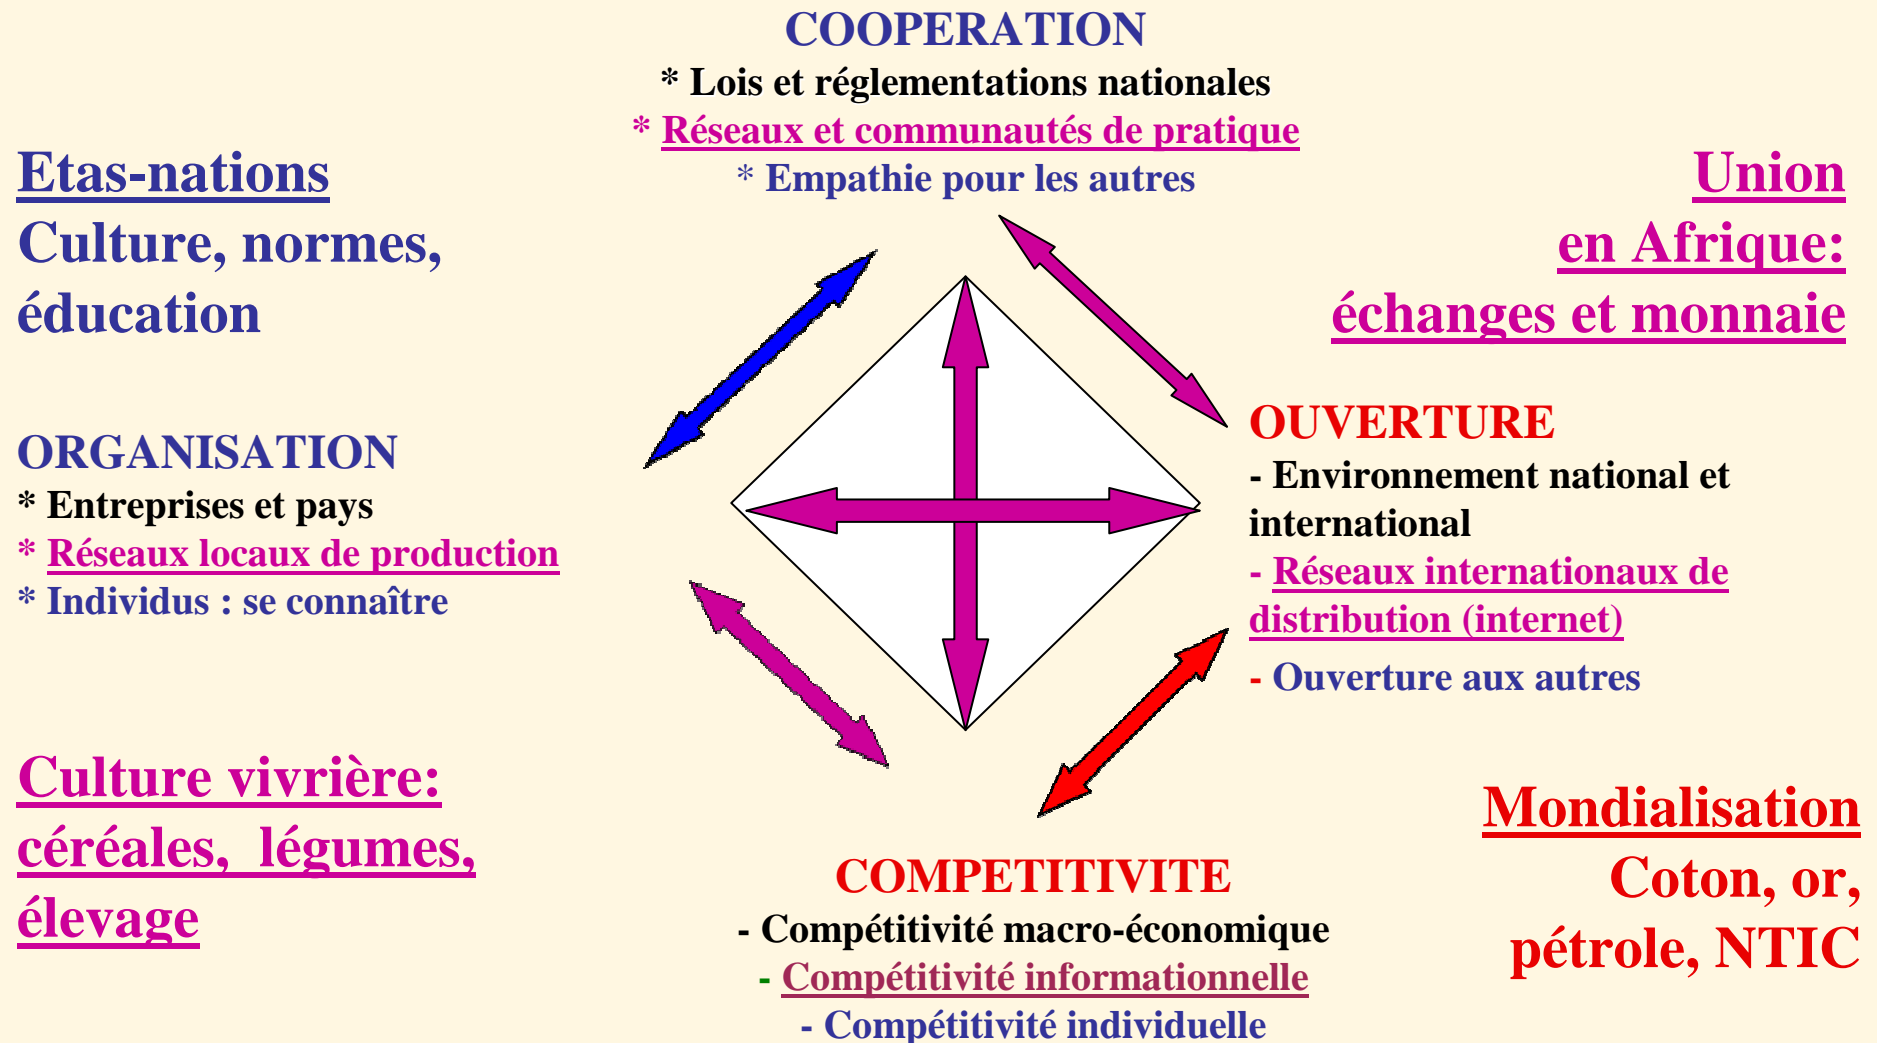 COOPERATION
* Lois et réglementations nationales
* Réseaux et communautés de pratique
* Empathie pour les autres
Etas-nations
Culture, normes,
éducation
Union
en Afrique:
échanges et monnaie
ORGANISATION
* Entreprises et pays
* Réseaux locaux de production
* Individus : se connaître
OUVERTURE
- Environnement national et
international
- Réseaux internationaux de
distribution (internet)
- Ouverture aux autres
Culture vivrière:
céréales, légumes,
élevage
Mondialisation
Coton, or,
pétrole, NTIC
COMPETITIVITE
- Compétitivité macro-économique
- Compétitivité informationnelle
- Compétitivité individuelle